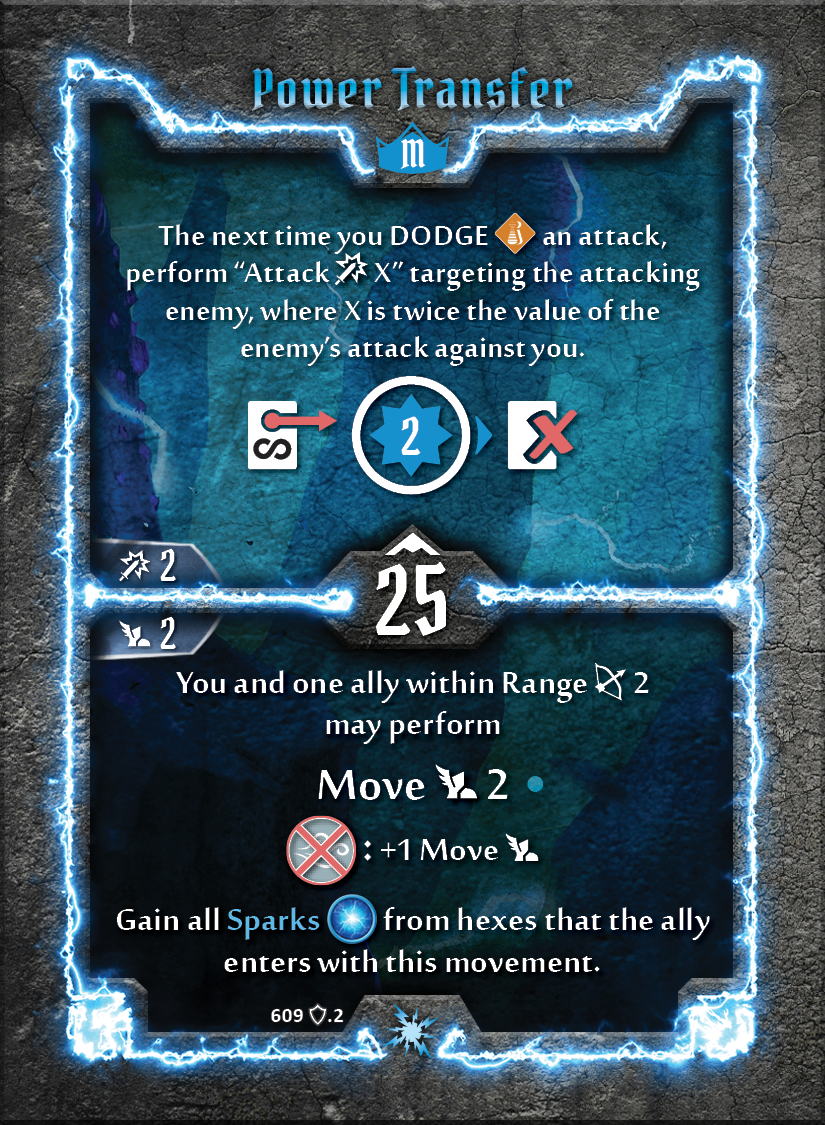 Power Transfer
M
The next time you DODGE an attack,
perform “Attack X” targeting the attacking
enemy, where X is twice the value of the
enemy’s attack against you.
2
2
25
2
You and one ally within Range 2
may perform
Move 2
: +1 Move
Gain all Sparks from hexes that the ally
enters with this movement.
609 .2